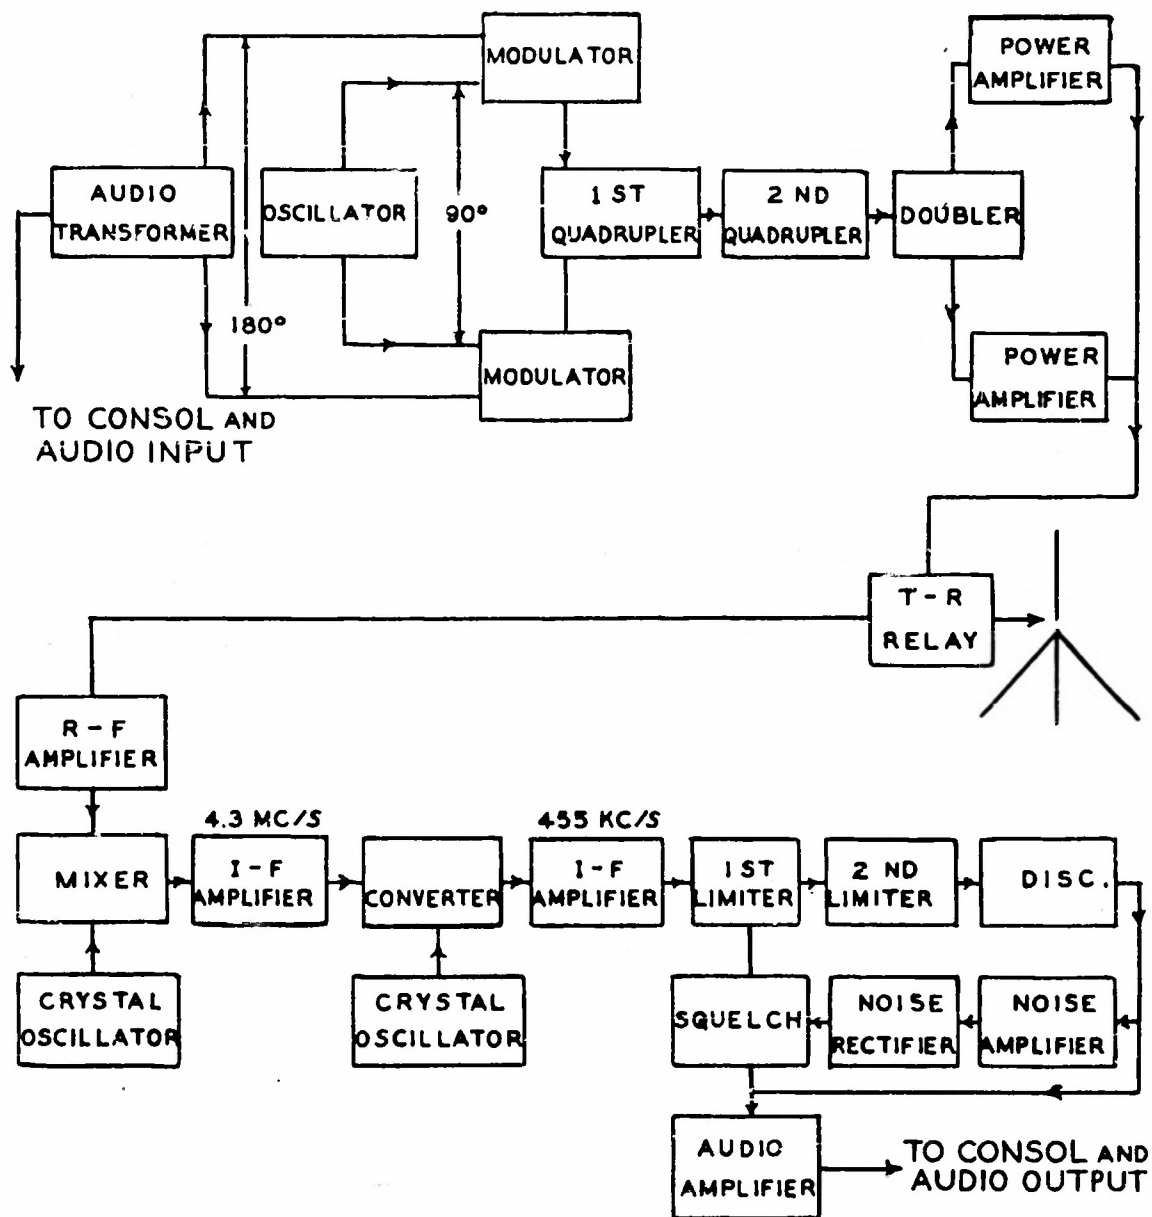 MODULATOR
POWER
AMPLIFIER
AUDIO
TRANSFORMER
OSCILLATOR
90°
1 ST
QUADRUPLER
2 ND
QUADRUPLER
DOUBLER
180°
MODULATOR
POWER
AMPLIFIER
TO CONSOL AND
AUDIO INPUT
T-R
RELAY
R-F
AMPLIFIER
4.3 MC/S
455 KC/S
MIXER
I-F
AMPLIFIER
CONVERTER
I-F
AMPLIFIER
1 ST
LIMITER
2 ND
LIMITER
DISC.
CRYSTAL
OSCILLATOR
CRYSTAL
OSCILLATOR
SQUELCH
NOISE
RECTIFIER
NOISE
AMPLIFIER
AUDIO
AMPLIFIER
TO CONSOL AND
AUDIO OUTPUT